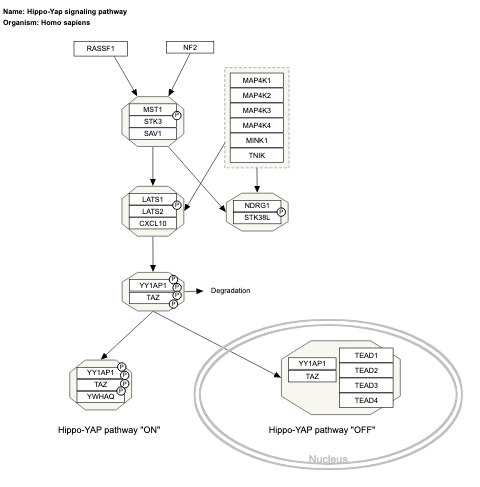 Name: Hippo-Yap signaling pathway
Organism: Homo sapiens
RASSF1
NF2
MAP4K1
MAP4K2
MAP4K3
MAP4K4
MINK1
TNIK
MST1
STK3
SAV1
P
LATS1
LATS2
CXCL10
P
NDRG1
STK38L
P
YY1AP1
TAZ
P
P
P
P
Degradation
YY1AP1
TAZ
YWHAQ
P
P
P
P
YY1AP1
TAZ
TEAD1
TEAD2
TEAD3
TEAD4
Hippo-YAP pathway "ON"
Hippo-YAP pathway "OFF"
Nucleus